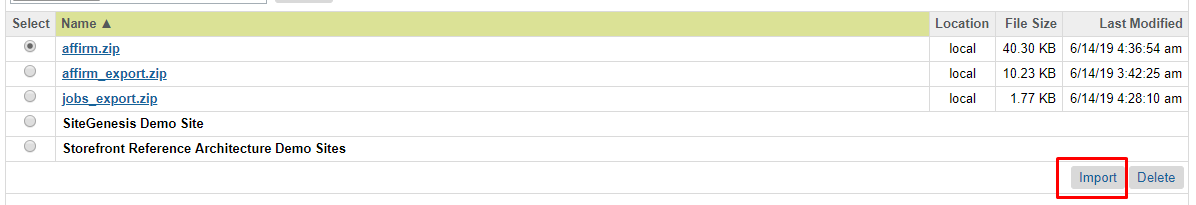 Select Name ▲ Location File Size Last Modified
affirm.zip local 40.30 KB 6/14/19 4:36:54 am
affirm_export.zip local 10.23 KB 6/14/19 3:42:25 am
jobs_export.zip local 1.77 KB 6/14/19 4:28:10 am
SiteGenesis Demo Site
Storefront Reference Architecture Demo Sites
Import Delete